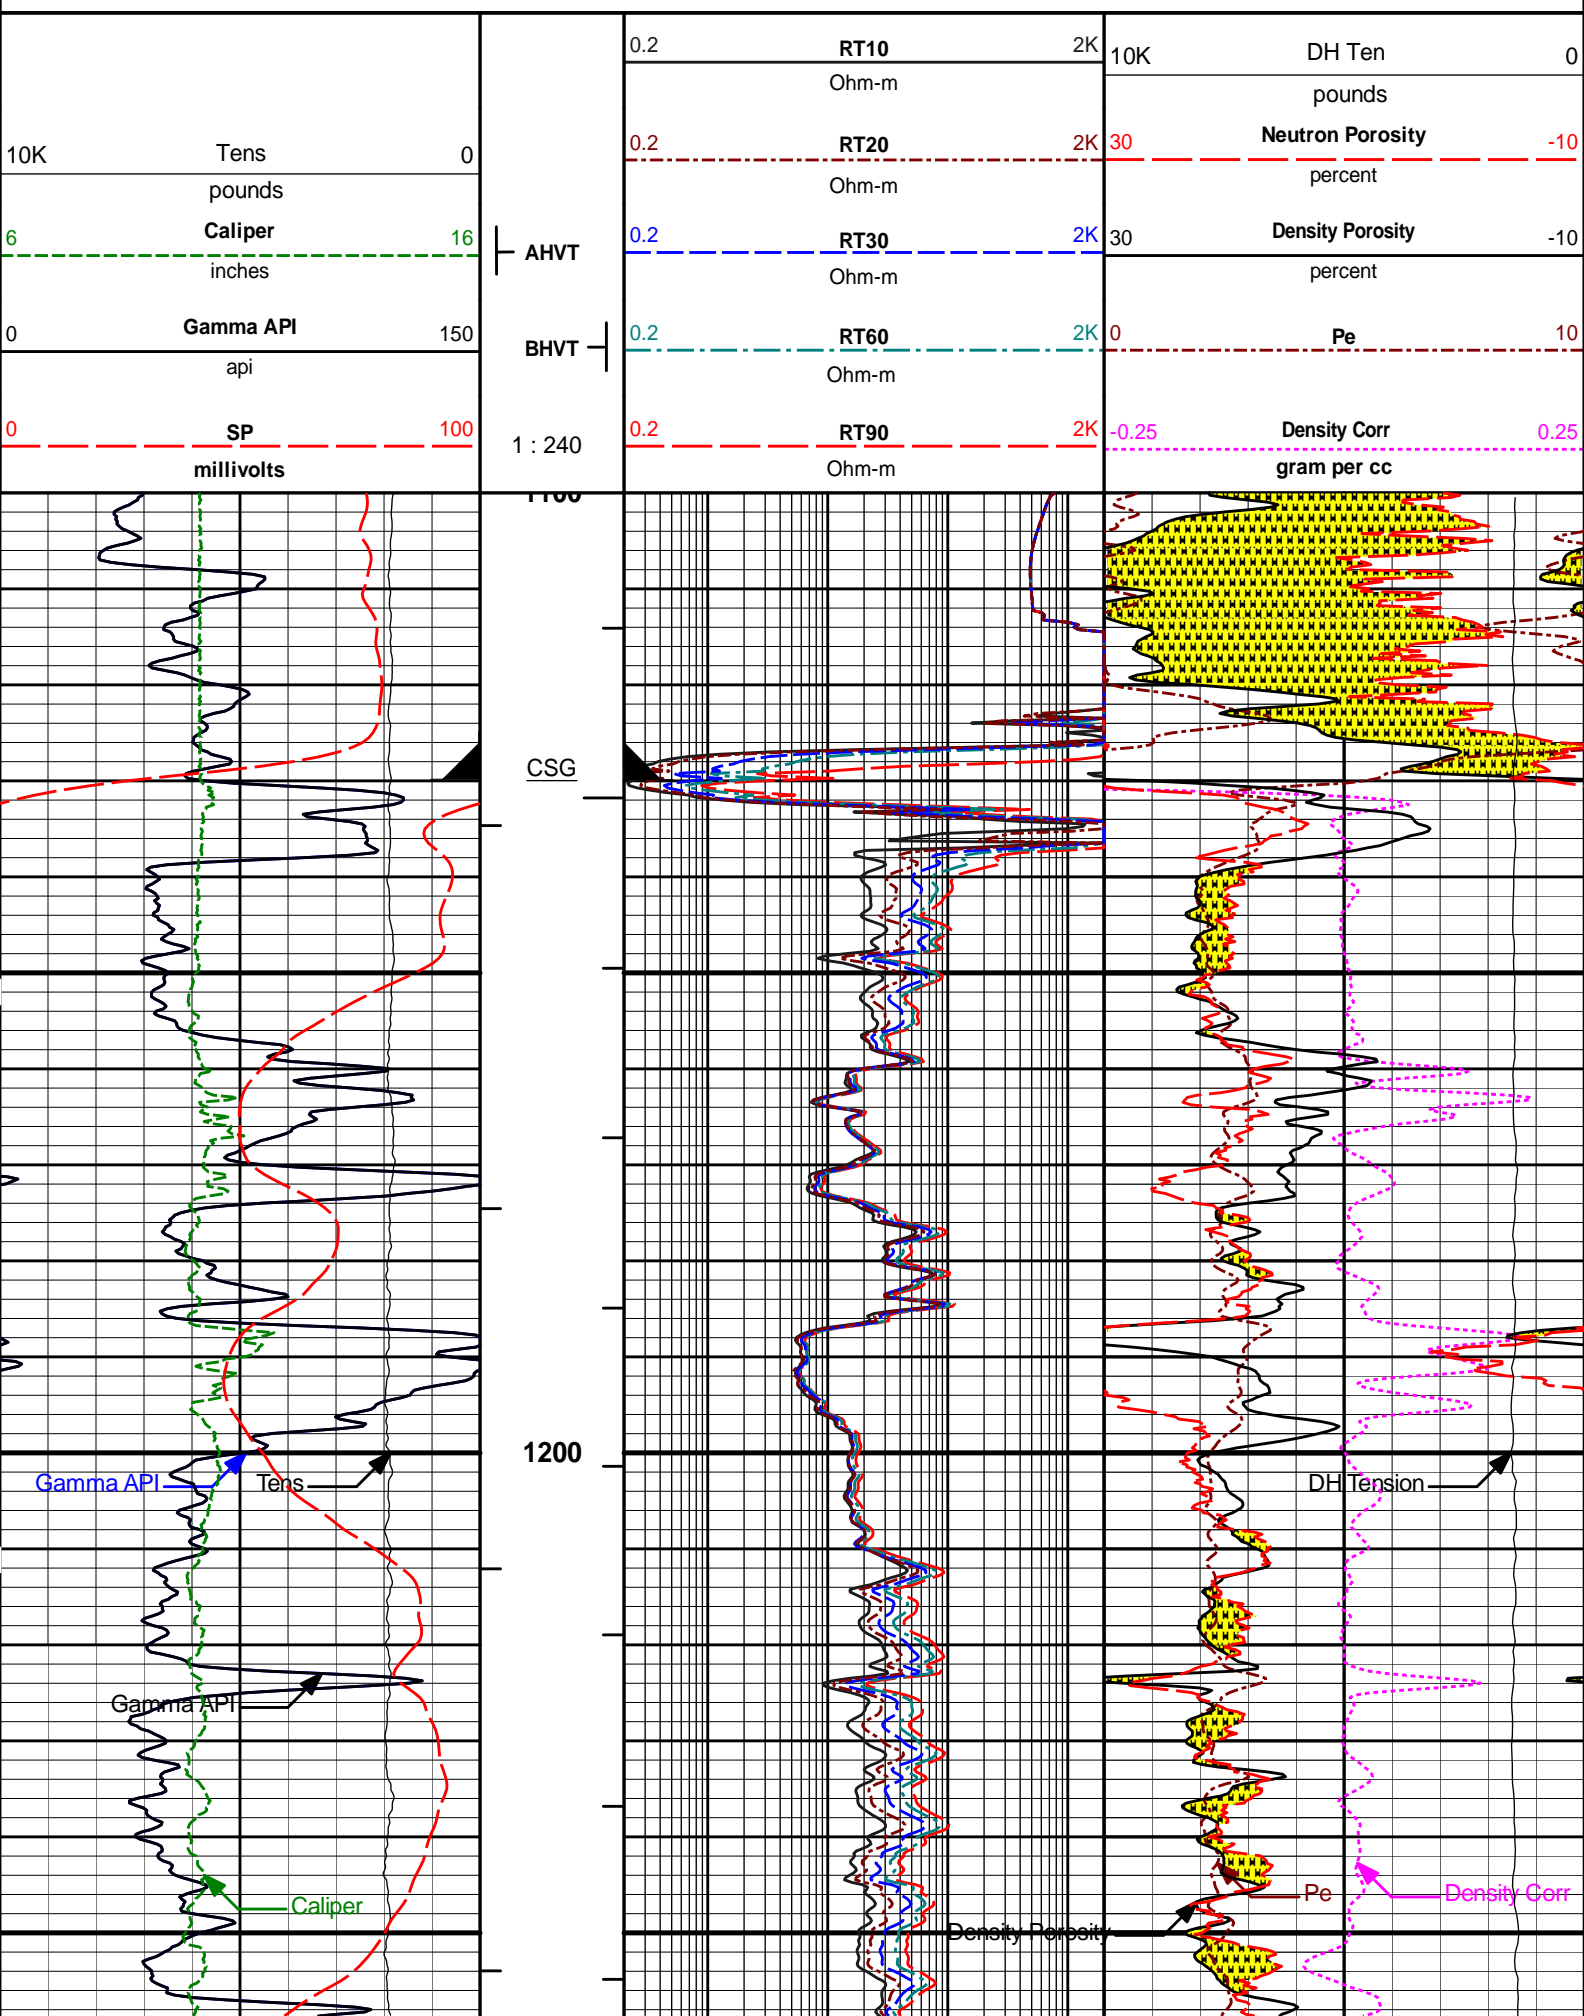 10K Tens 0
pounds
6 Caliper 16
inches
0 Gamma API 150
api
0 SP 100
millivolts
AHVT
BHVT
1 : 240
0.2 RT10 2K
Ohm-m
0.2 RT20 2K
Ohm-m
0.2 RT30 2K
Ohm-m
0.2 RT60 2K
Ohm-m
0.2 RT90 2K
Ohm-m
10K DH Ten 0
pounds
30 Neutron Porosity -10
percent
30 Density Porosity -10
percent
0 Pe 10
-0.25 Density Corr 0.25
gram per cc
1100
CSG
1200
Gamma API
Tens
DH Tension
Gamma API
Caliper
Pe
Density Corr
Density Porosity